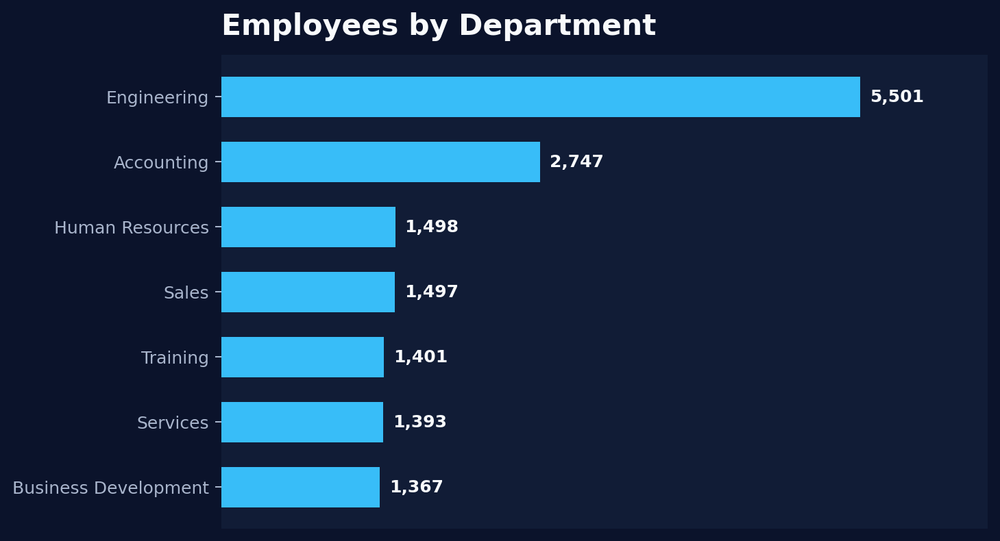 Employees by Department
Engineering 5,501
Accounting 2,747
Human Resources 1,498
Sales 1,497
Training 1,401
Services 1,393
Business Development 1,367